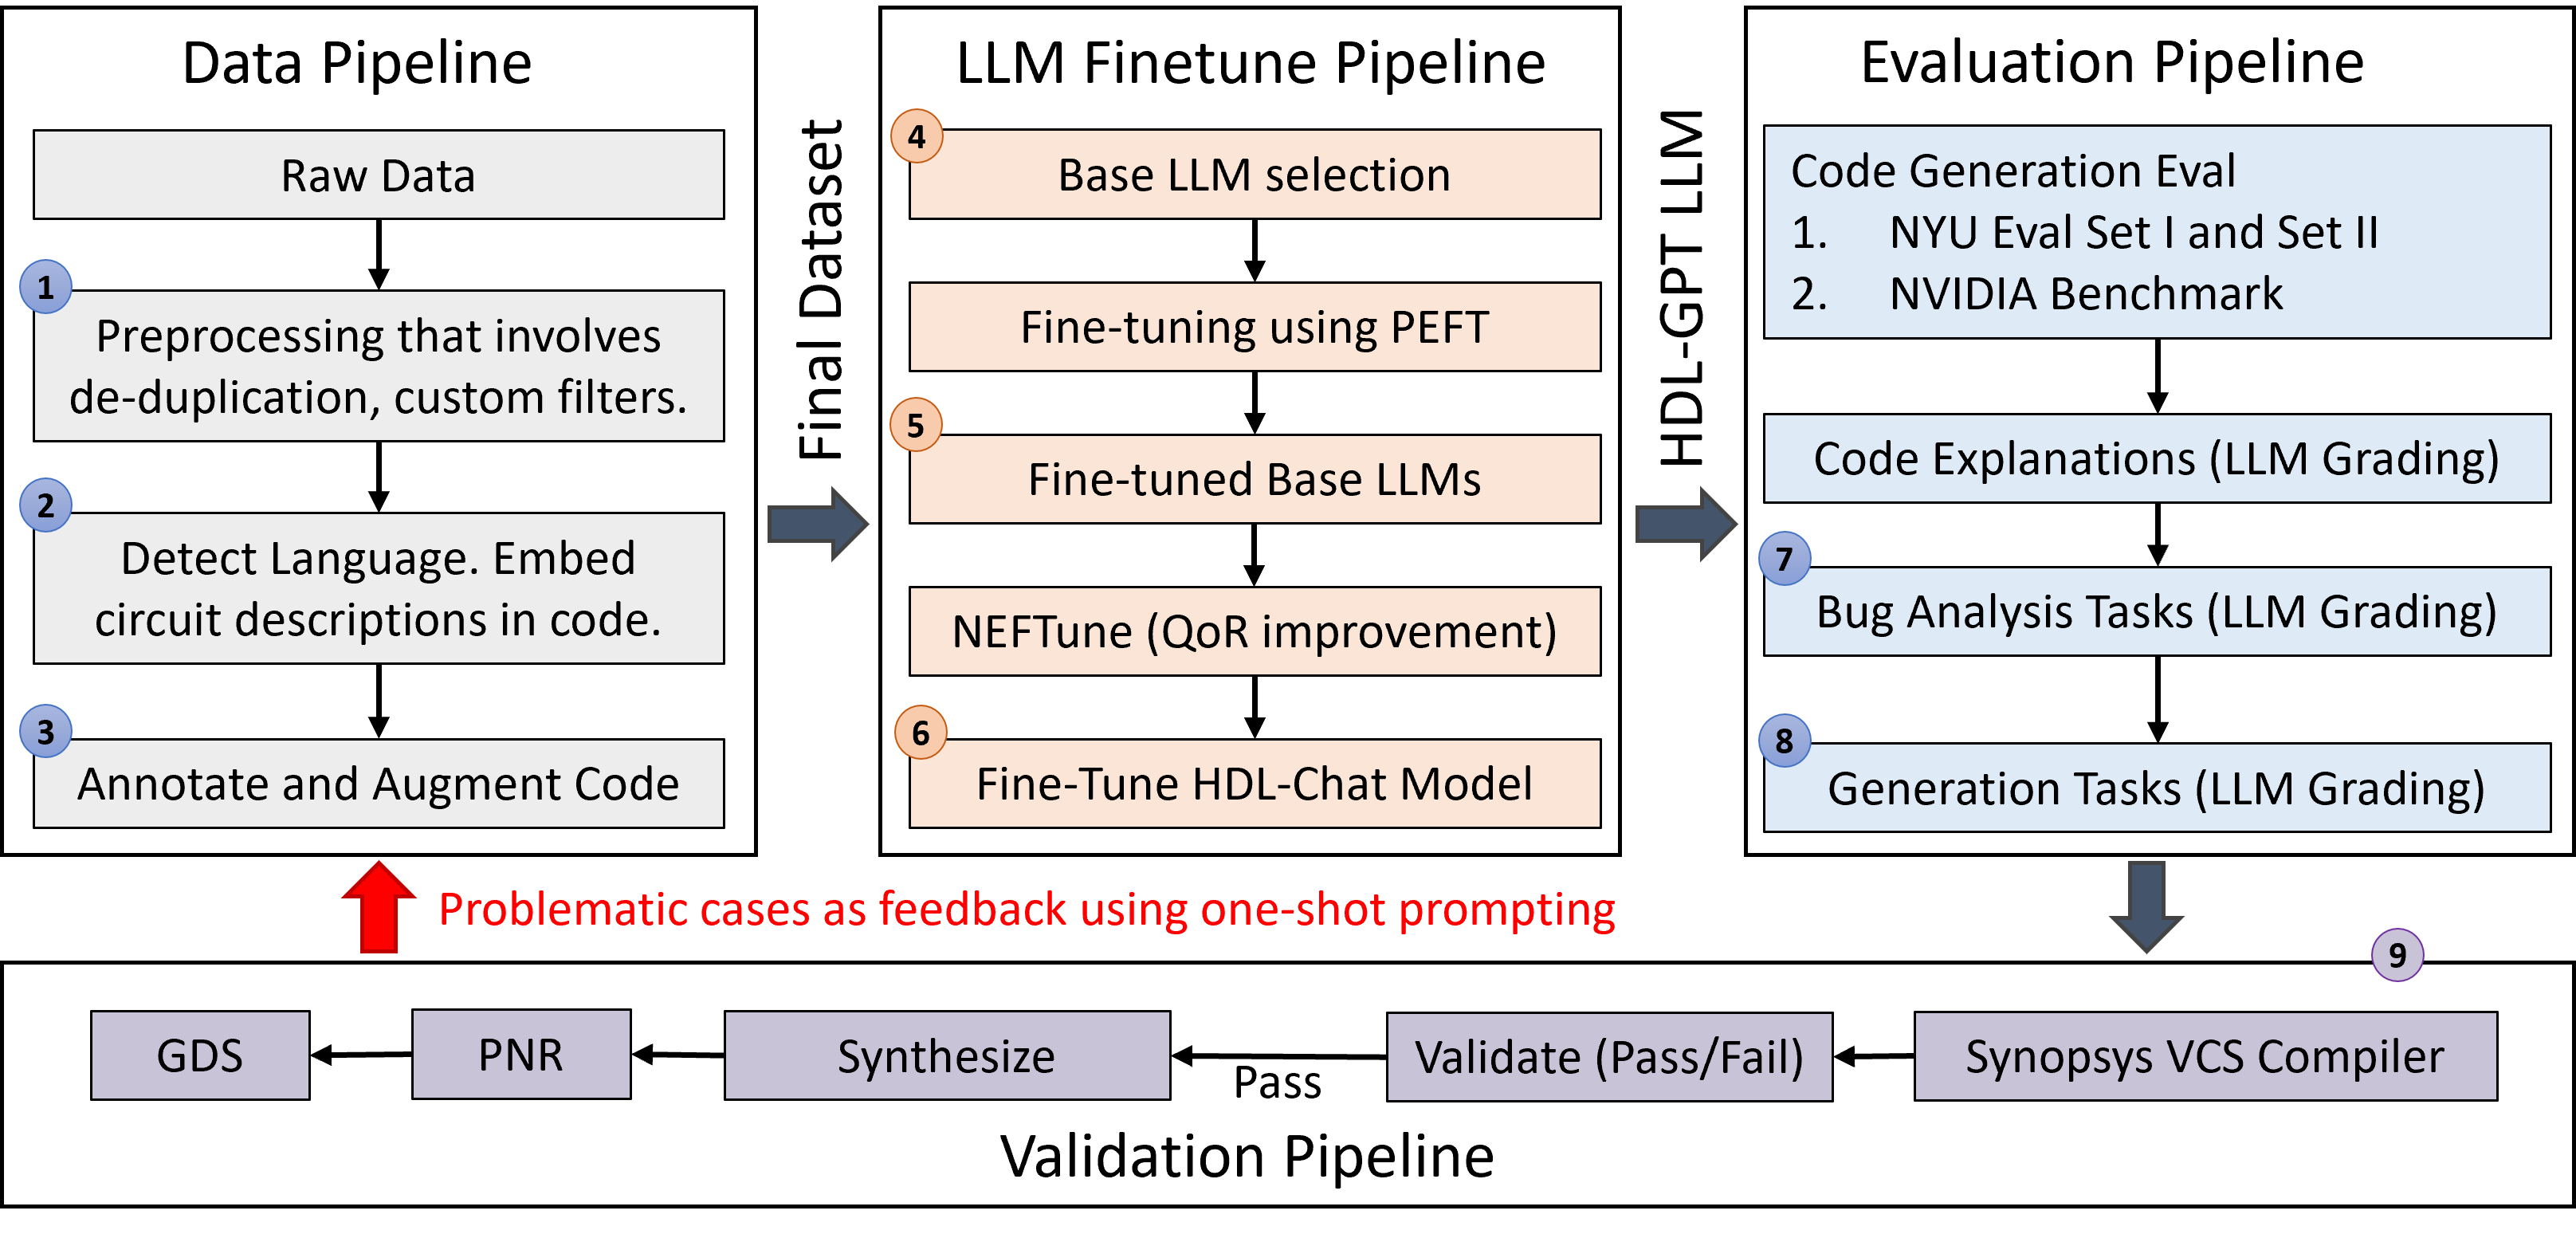 Data Pipeline
Raw Data
1
Preprocessing that involves
de-duplication, custom filters.
2
Detect Language. Embed
circuit descriptions in code.
3
Annotate and Augment Code
Final Dataset
LLM Finetune Pipeline
4
Base LLM selection
Fine-tuning using PEFT
5
Fine-tuned Base LLMs
NEFTune (QoR improvement)
6
Fine-Tune HDL-Chat Model
HDL-GPT LLM
Evaluation Pipeline
Code Generation Eval
1. NYU Eval Set I and Set II
2. NVIDIA Benchmark
Code Explanations (LLM Grading)
7
Bug Analysis Tasks (LLM Grading)
8
Generation Tasks (LLM Grading)
Problematic cases as feedback using one-shot prompting
9
GDS
PNR
Synthesize
Pass
Validate (Pass/Fail)
Synopsys VCS Compiler
Validation Pipeline